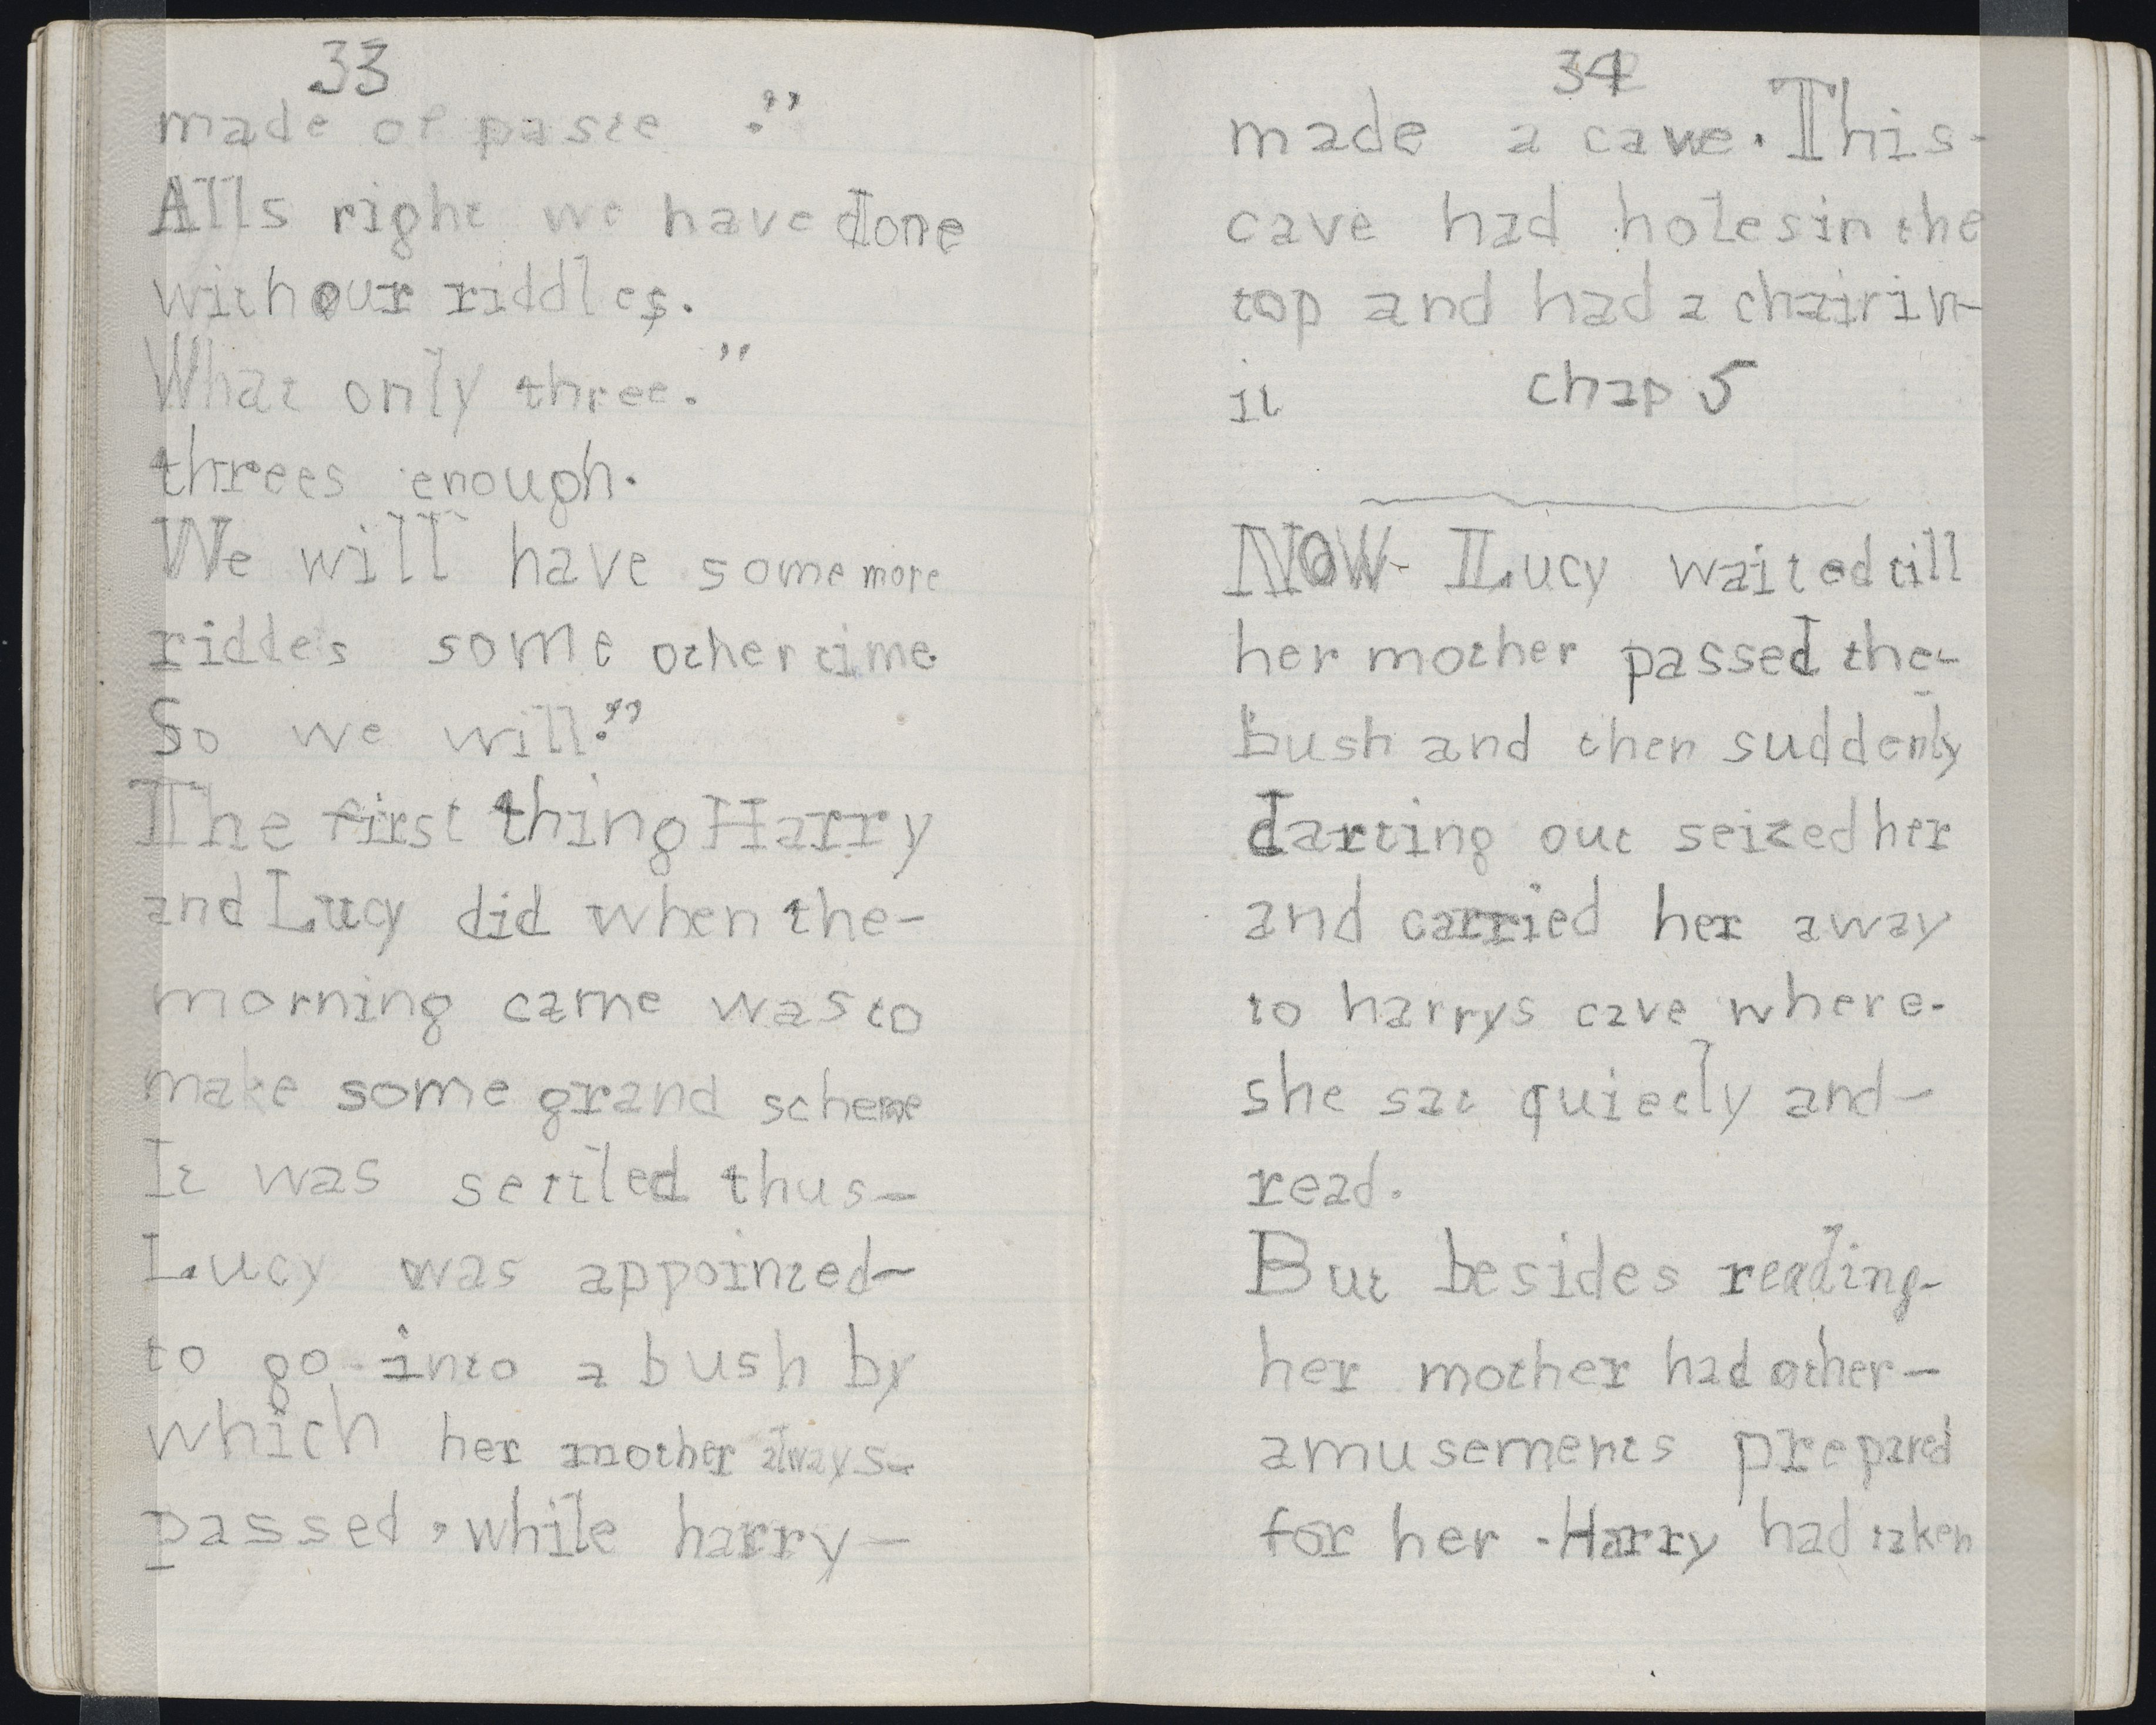 33
made of paste ."
Alls right we have done
with our riddles.
What only three."
threes enough.
We will have some more
riddes some other time
So we will."
The first thing Harry
and Lucy did when the-
morning came was to
make some grand scheme
It was settled thus-
Lucy was appointed-
to go into a bush by
which her mother always-
passed, while harry-
34
made a cave. This-
cave had holes in the
top and had a chair in-
it chap 5
NOW- Lucy waited till
her mother passed the-
bush and then suddenly
darting out seized her
and carried her away
to harrys cave where-
she sat quietly and-
read.
But besides reading-
her mother had other-
amusements prepared
for her . Harry had taken